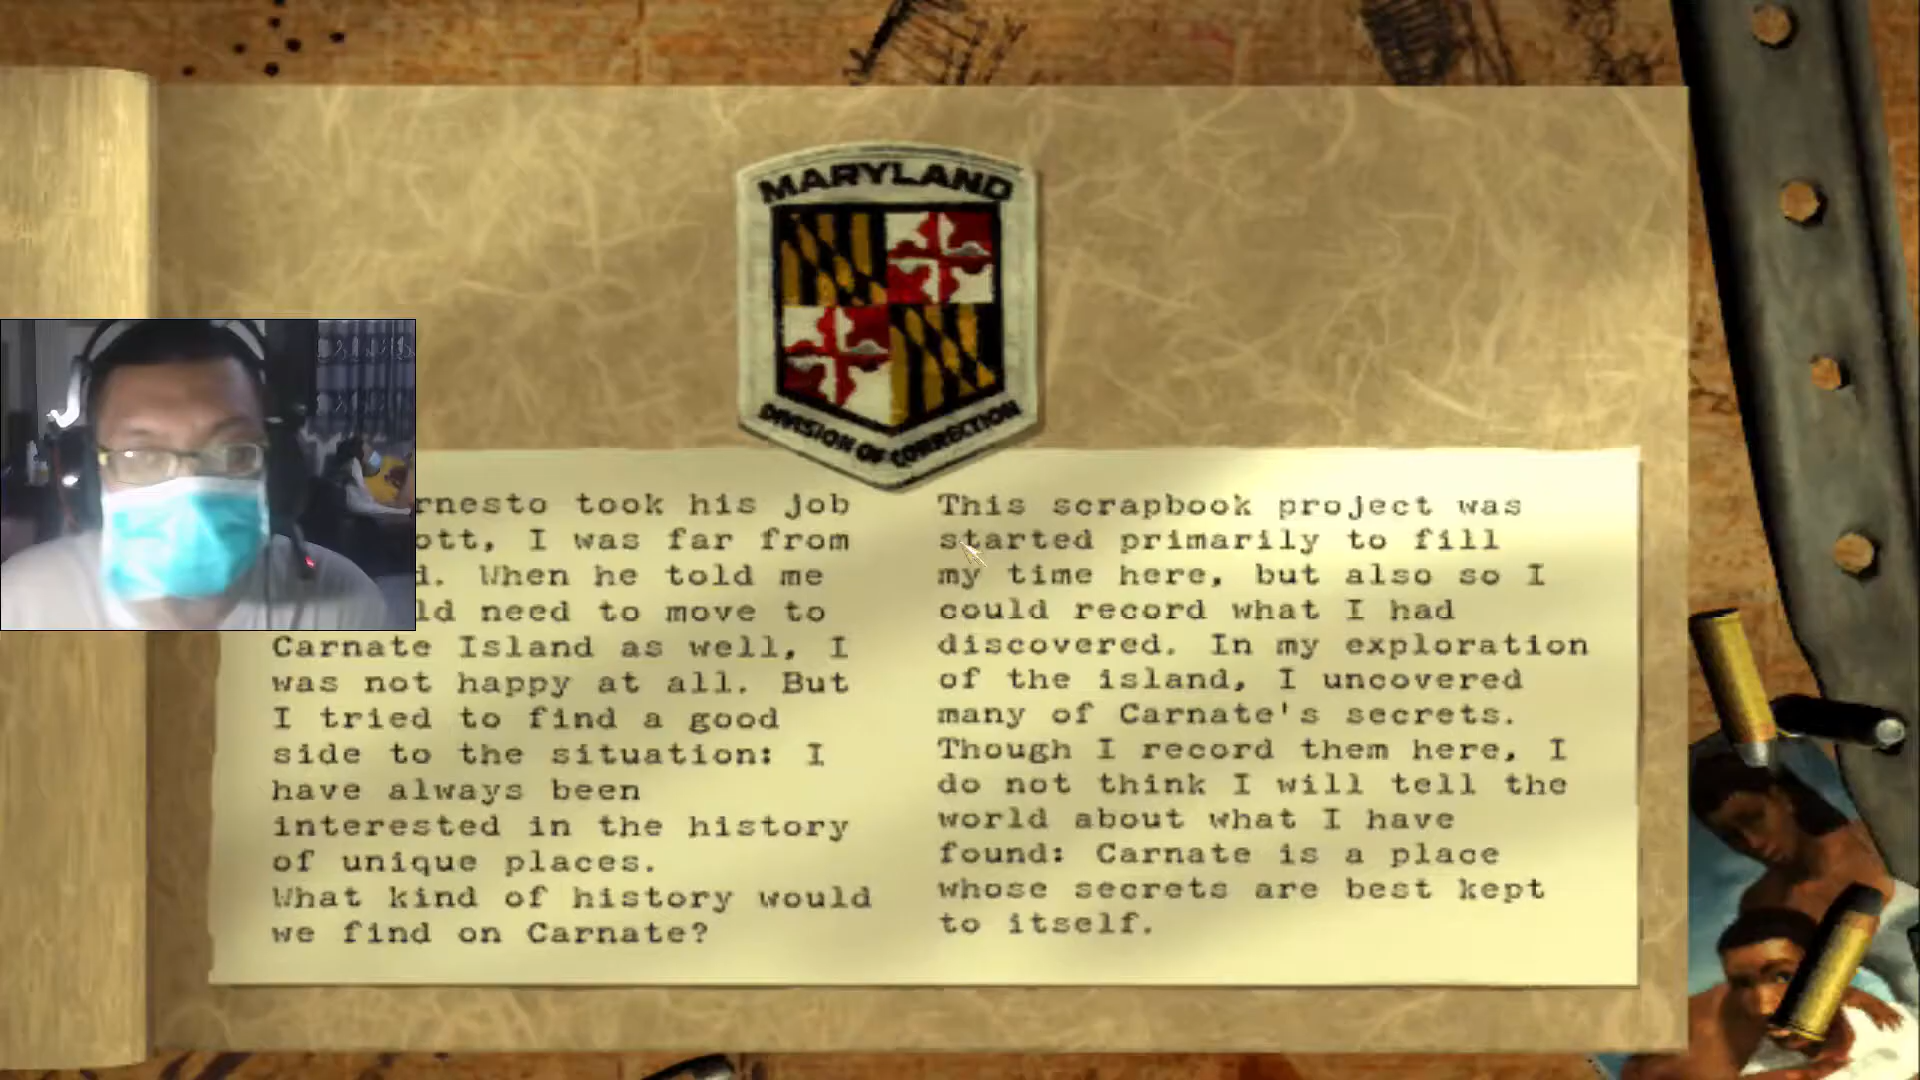 MARYLAND
DIVISION OF CORRECTION
took his job
I was far from
When he told me
need to move to
Carnate Island as well, I
was not happy at all. But
I tried to find a good
side to the situation: I
have always been
interested in the history
of unique places.
What kind of history would
we find on Carnate?
This scrapbook project was
started primarily to fill
my time here, but also so I
could record what I had
discovered. In my exploration
of the island, I uncovered
many of Carnate's secrets.
Though I record them here, I
do not think I will tell the
world about what I have
found: Carnate is a place
whose secrets are best kept
to itself.